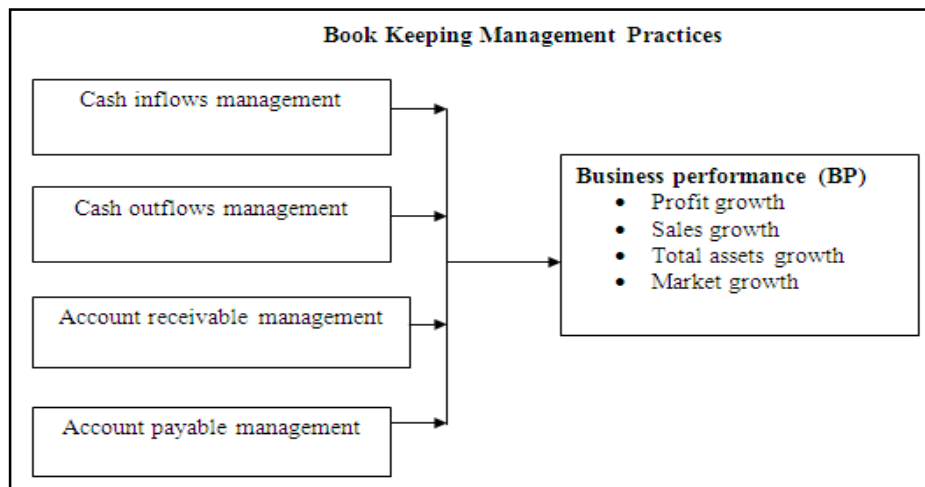 Book Keeping Management Practices
Cash inflows management
Cash outflows management
Account receivable management
Account payable management
Business performance (BP)
• Profit growth
• Sales growth
• Total assets growth
• Market growth